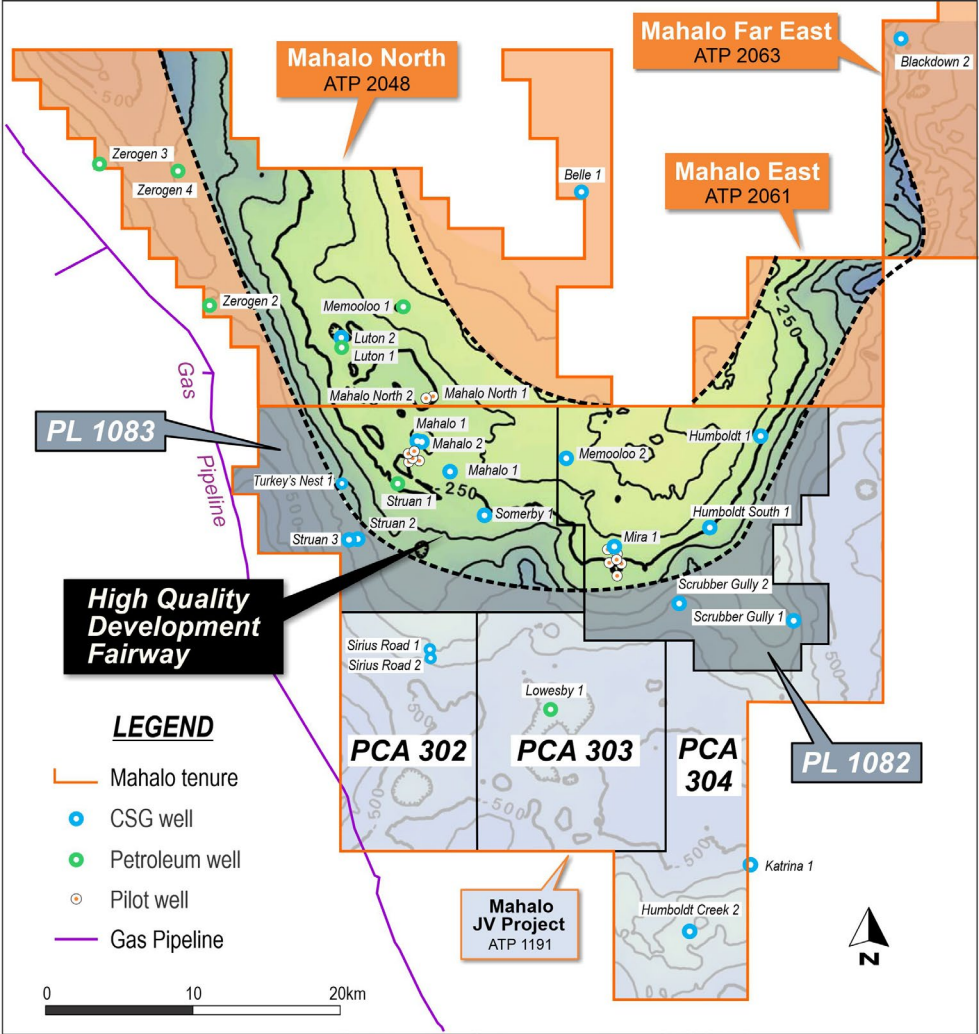 Mahalo Far East
ATP 2063
Blackdown 2
Mahalo North
ATP 2048
-500
Zerogen 3
Zerogen 4
Belle 1
Mahalo East
ATP 2061
-500
Zerogen 2
Memooloo 1
Luton 2
Luton 1
-250
Mahalo North 2
Mahalo North 1
Gas
Pipeline
PL 1083
Mahalo 1
Mahalo 2
Humboldt 1
Memooloo 2
Mahalo 1
Turkey's Nest 1
Struan 1
-250
Somerby 1
Humboldt South 1
Struan 2
Struan 3
Mira 1
High Quality
Development
Fairway
Scrubber Gully 2
Scrubber Gully 1
Sirius Road 1
Sirius Road 2
-500
Lowesby 1
-500
PCA 302
PCA 303
PCA
304
PL 1082
-500
-500
LEGEND
Mahalo tenure
CSG well
Petroleum well
Pilot well
Gas Pipeline
Mahalo
JV Project
ATP 1191
Katrina 1
Humboldt Creek 2
N
0
10
20km